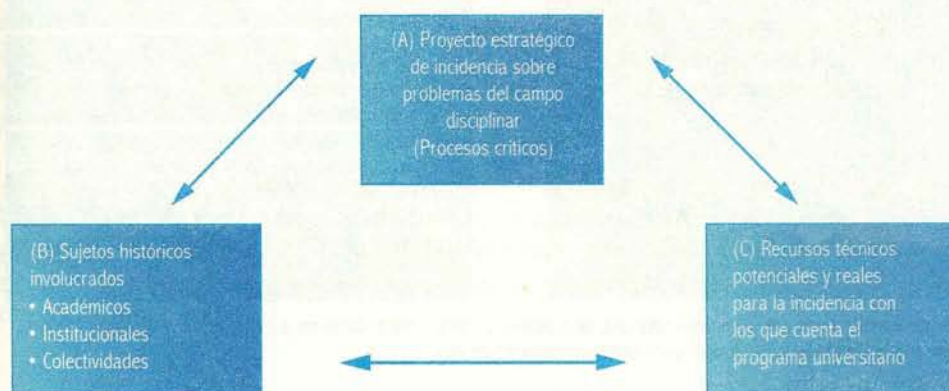 (A) Proyecto estratégico
de incidencia sobre
problemas del campo
disciplinar
(Procesos críticos)
(B) Sujetos históricos
involucrados
• Académicos
• Institucionales
• Colectividades
(C) Recursos técnicos
potenciales y reales
para la incidencia con
los que cuenta el
programa universitario